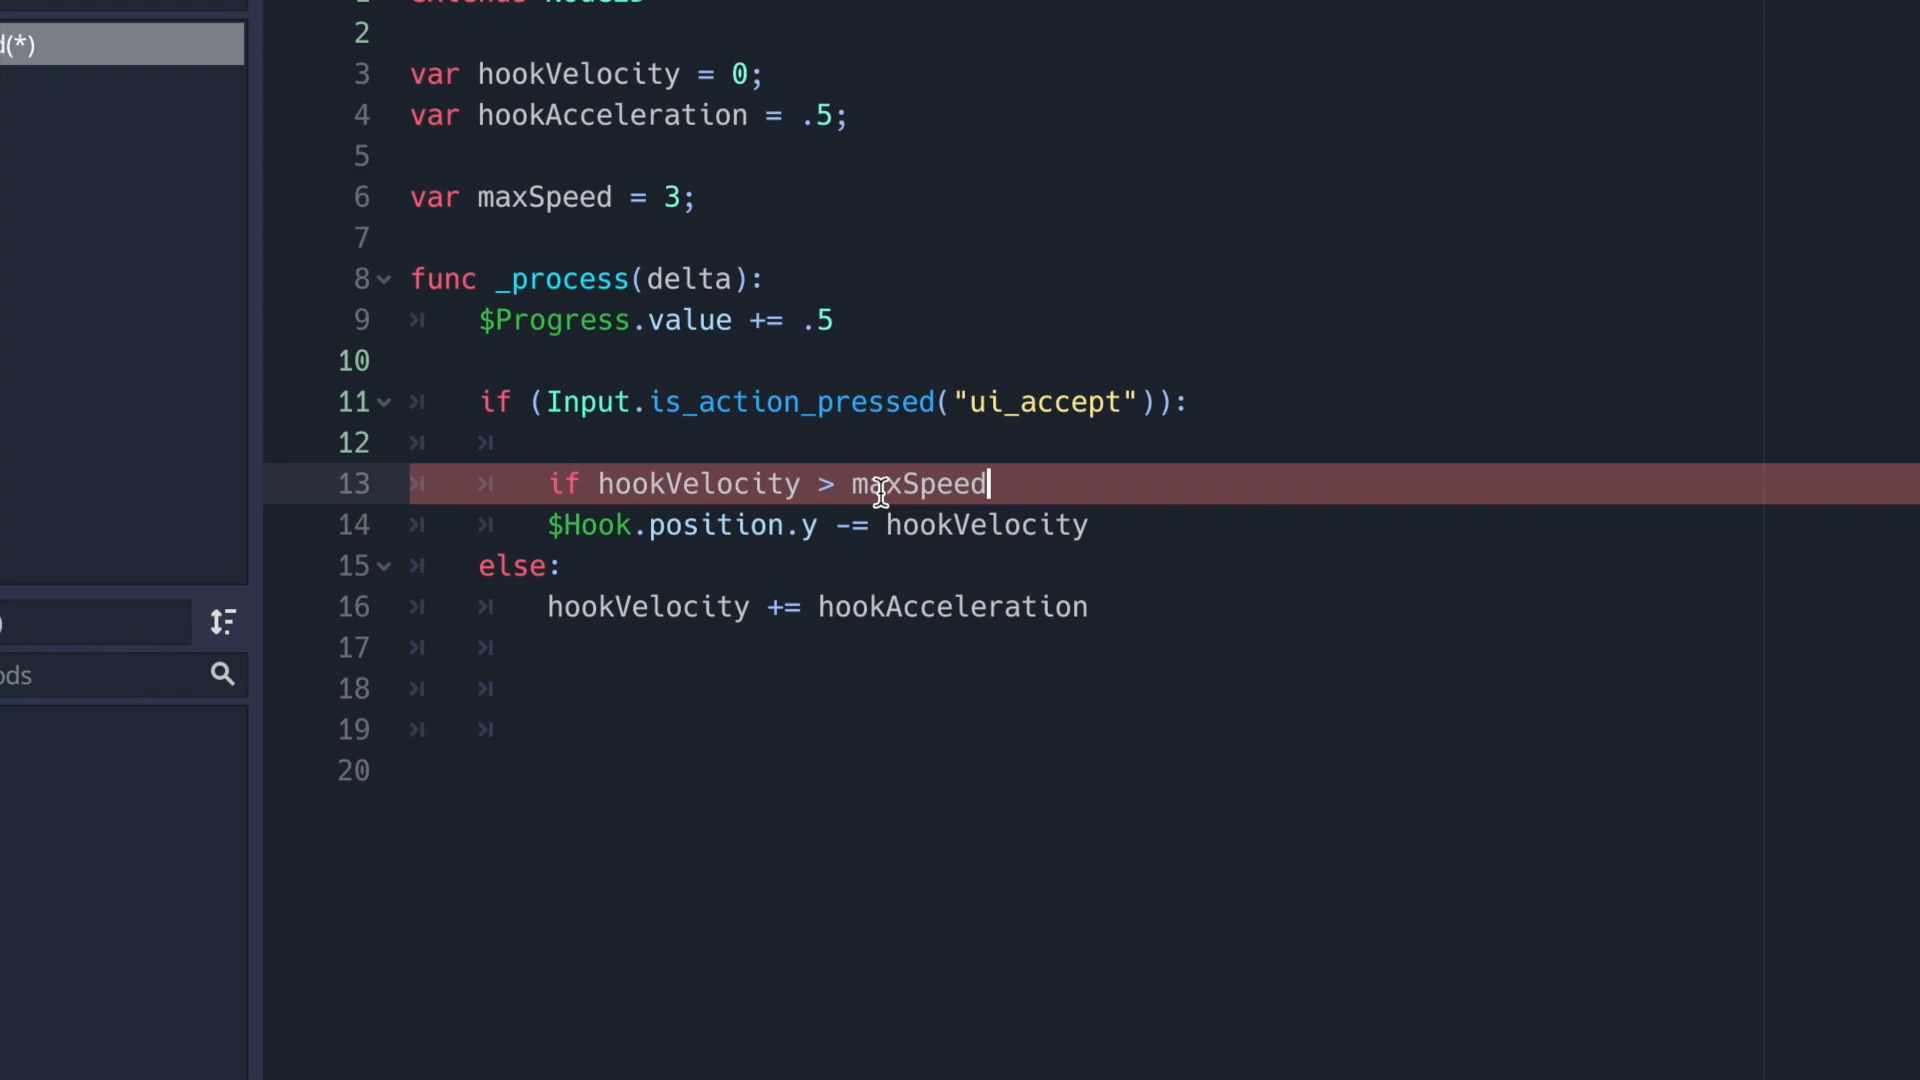 d(*)
)
ods
2
3 var hookVelocity = 0;
4 var hookAcceleration = .5;
5
6 var maxSpeed = 3;
7
8 func _process(delta):
9 $Progress.value += .5
10
11 if (Input.is_action_pressed("ui_accept")):
12
13 if hookVelocity > maxSpeed
14 $Hook.position.y -= hookVelocity
15 else:
16 hookVelocity += hookAcceleration
17
18
19
20